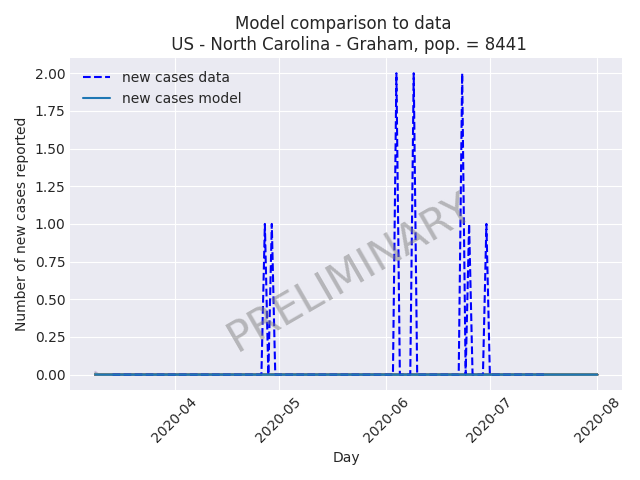 Model comparison to data
US - North Carolina - Graham, pop. = 8441
new cases data
new cases model
Number of new cases reported
2.00
1.75
1.50
1.25
1.00
0.75
0.50
0.25
0.00
PRELIMINARY
2020-04
2020-05
2020-06
2020-07
2020-08
Day